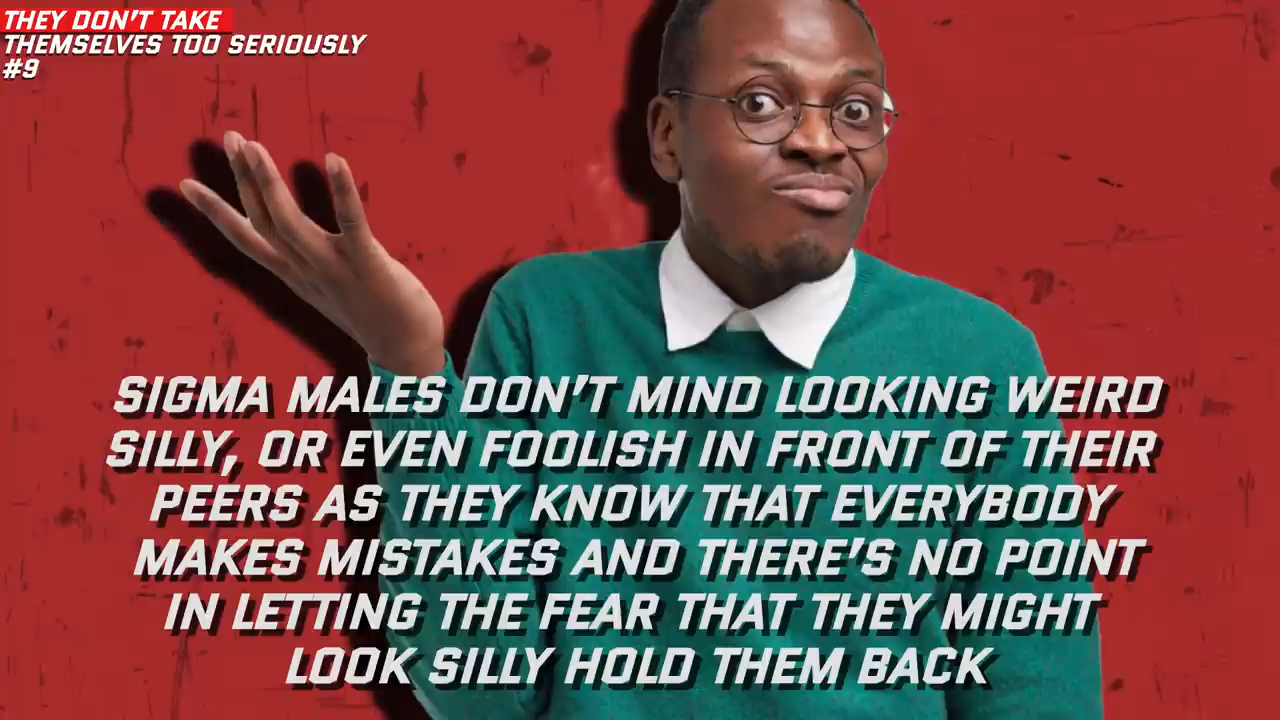 THEY DON'T TAKE
THEMSELVES TOO SERIOUSLY
#9
SIGMA MALES DON'T MIND LOOKING WEIRD
SILLY, OR EVEN FOOLISH IN FRONT OF THEIR
PEERS AS THEY KNOW THAT EVERYBODY
MAKES MISTAKES AND THERE'S NO POINT
IN LETTING THE FEAR THAT THEY MIGHT
LOOK SILLY HOLD THEM BACK